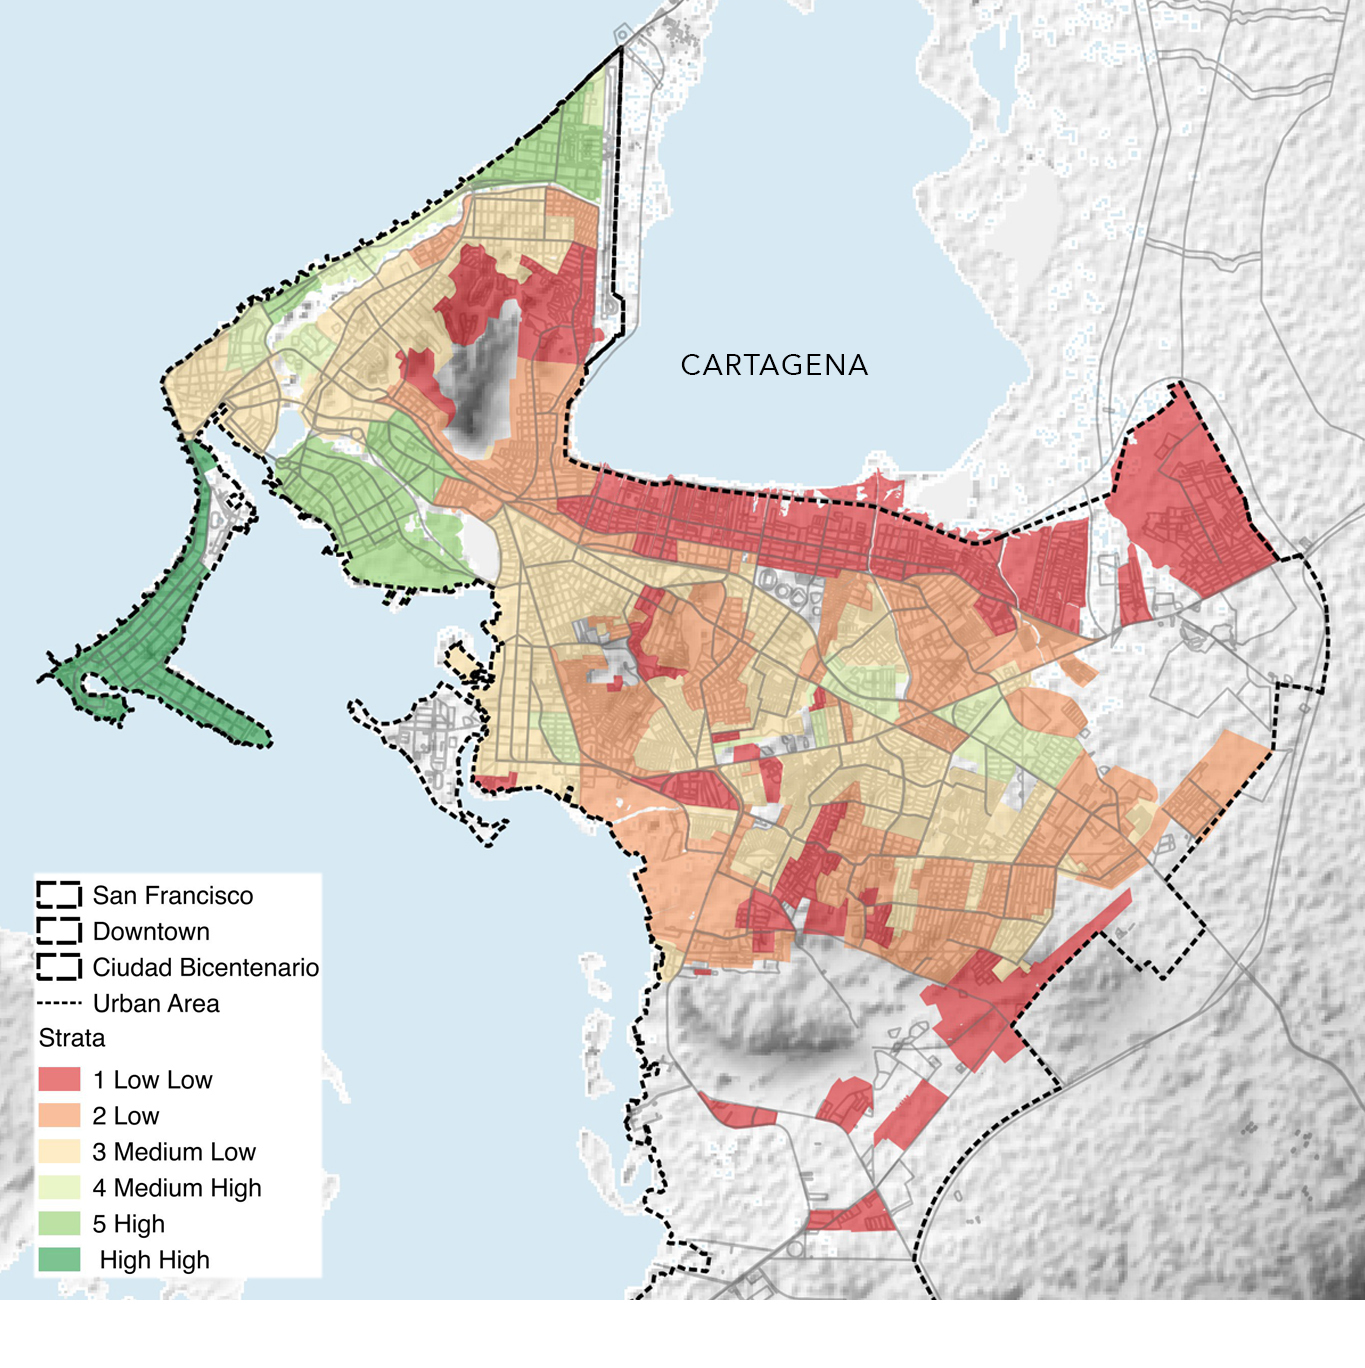 CARTAGENA
San Francisco
Downtown
Ciudad Bicentenario
Urban Area
Strata
1 Low Low
2 Low
3 Medium Low
4 Medium High
5 High
High High